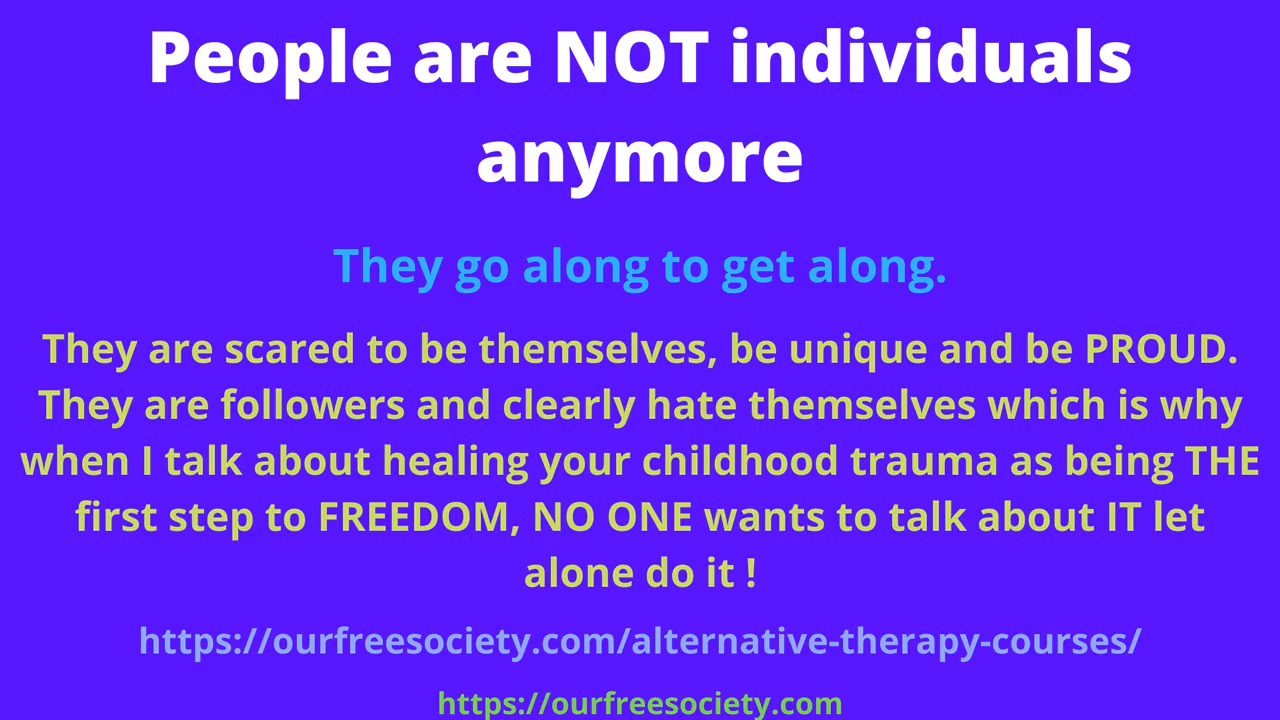 People are NOT individuals
anymore
They go along to get along.
They are scared to be themselves, be unique and be PROUD.
They are followers and clearly hate themselves which is why
when I talk about healing your childhood trauma as being THE
first step to FREEDOM, NO ONE wants to talk about IT let
alone do it !
https://ourfreesociety.com/alternative-therapy-courses/
https://ourfreesociety.com